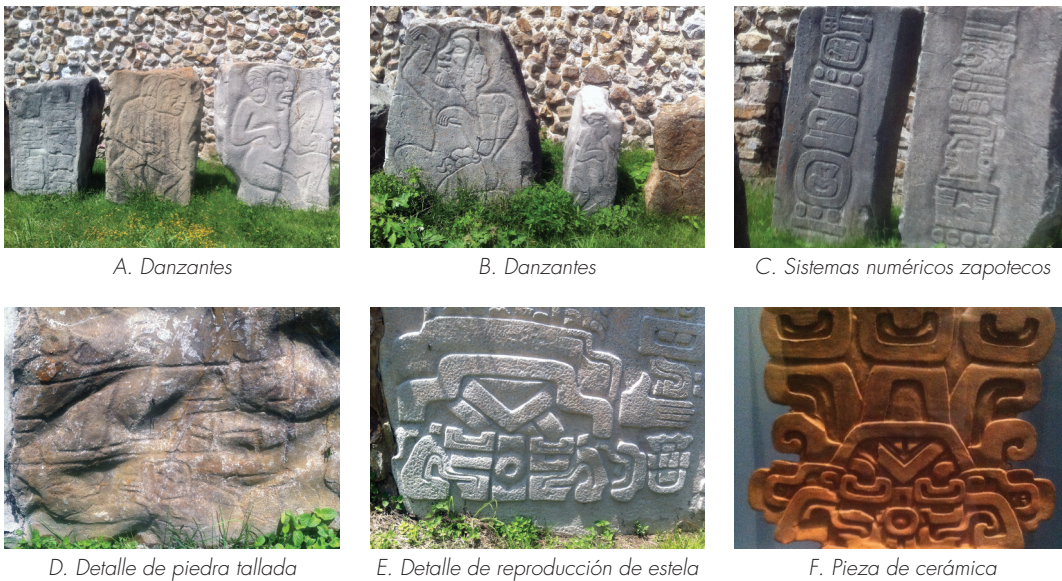 A. Danzantes
B. Danzantes
C. Sistemas numéricos zapotecos
D. Detalle de piedra tallada
E. Detalle de reproducción de estela
F. Pieza de cerámica